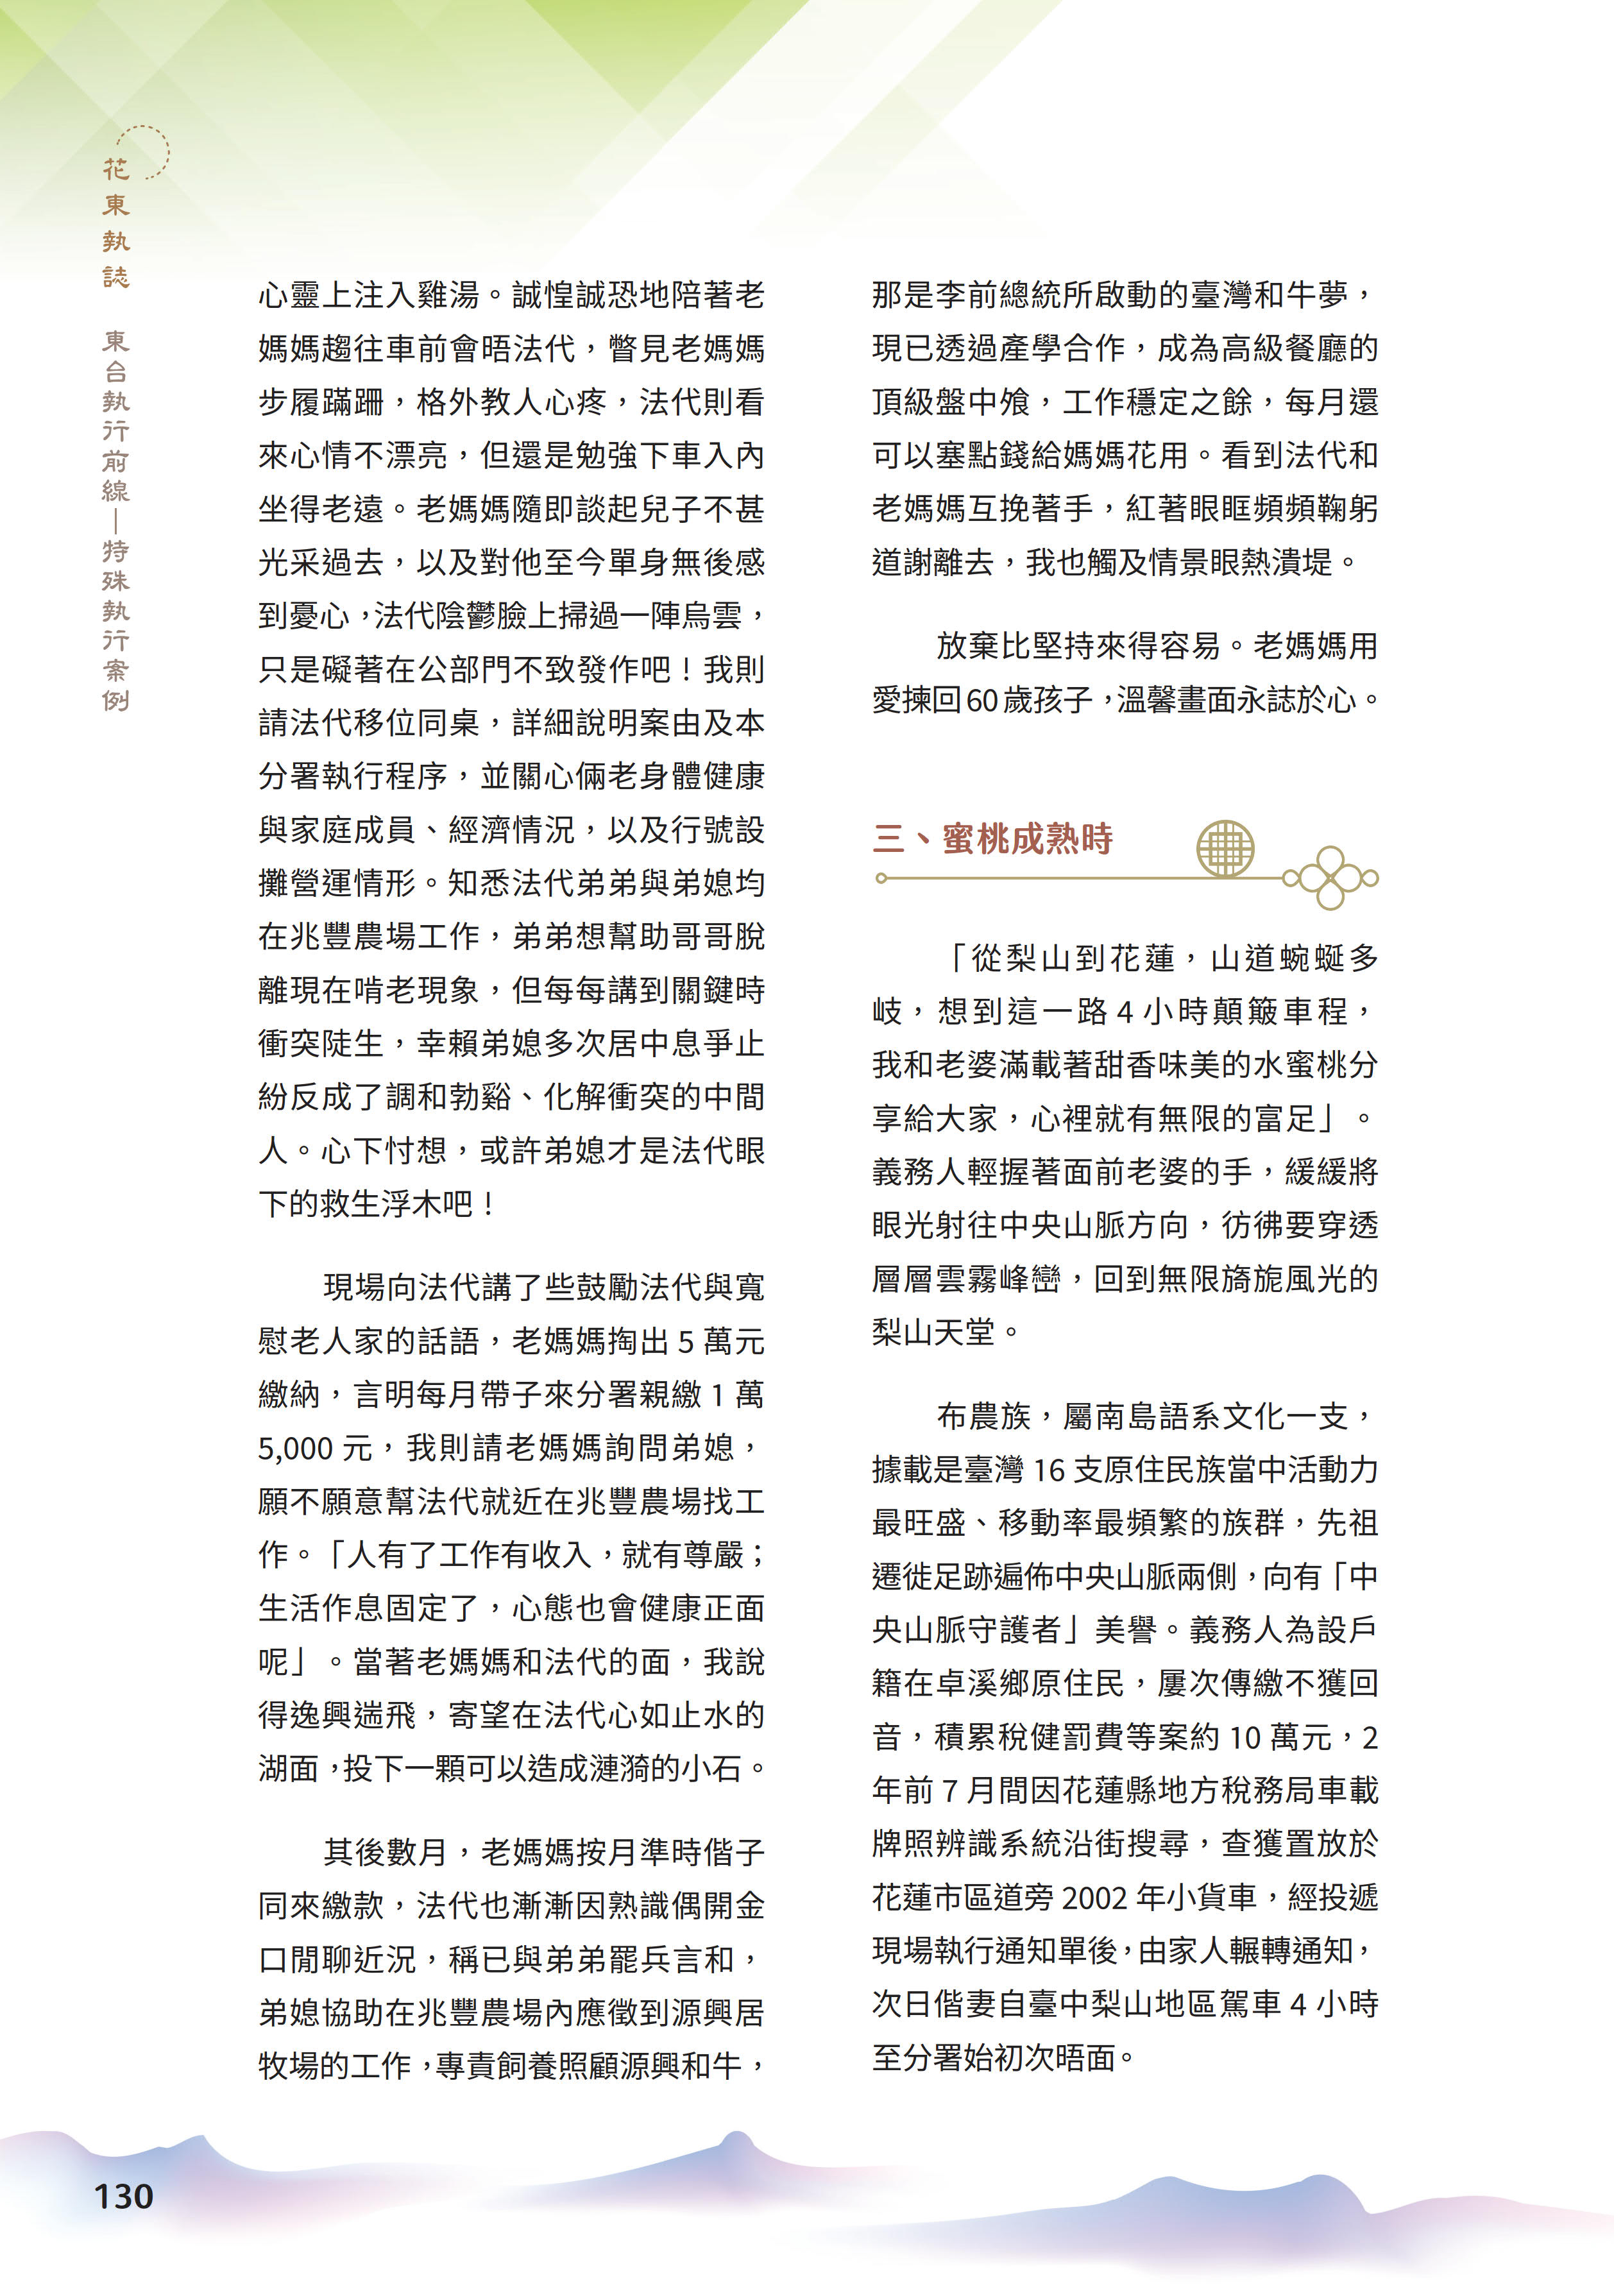 花東執誌
東台執行前線—特殊執行案例
心靈上注入雞湯。誠惶誠恐地陪著老
媽媽趨往車前會晤法代，瞥見老媽媽
步履蹣跚，格外教人心疼，法代則看
來心情不漂亮，但還是勉強下車入內
坐得老遠。老媽媽隨即談起兒子不甚
光采過去，以及對他至今單身無後感
到憂心，法代陰鬱臉上掃過一陣烏雲，
只是礙著在公部門不致發作吧！我則
請法代移位同桌，詳細說明案由及本
分署執行程序，並關心倆老身體健康
與家庭成員、經濟情況，以及行號設
攤營運情形。知悉法代弟弟與弟媳均
在兆豐農場工作，弟弟想幫助哥哥脫
離現在啃老現象，但每每講到關鍵時
衝突陡生，幸賴弟媳多次居中息爭止
紛反成了調和勃谿、化解衝突的中間
人。心下忖想，或許弟媳才是法代眼
下的救生浮木吧！
現場向法代講了些鼓勵法代與寬
慰老人家的話語，老媽媽掏出 5 萬元
繳納，言明每月帶子來分署親繳 1 萬
5,000 元，我則請老媽媽詢問弟媳，
願不願意幫法代就近在兆豐農場找工
作。「人有了工作有收入，就有尊嚴；
生活作息固定了，心態也會健康正面
呢」。當著老媽媽和法代的面，我說
得逸興遄飛，寄望在法代心如止水的
湖面，投下一顆可以造成漣漪的小石。
其後數月，老媽媽按月準時偕子
同來繳款，法代也漸漸因熟識偶開金
口閒聊近況，稱已與弟弟罷兵言和，
弟媳協助在兆豐農場內應徵到源興居
牧場的工作，專責飼養照顧源興和牛，
那是李前總統所啟動的臺灣和牛夢，
現已透過產學合作，成為高級餐廳的
頂級盤中飧，工作穩定之餘，每月還
可以塞點錢給媽媽花用。看到法代和
老媽媽互挽著手，紅著眼眶頻頻鞠躬
道謝離去，我也觸及情景眼熱潰堤。
放棄比堅持來得容易。老媽媽用
愛揀回 60 歲孩子，溫馨畫面永誌於心。
三、蜜桃成熟時
「從梨山到花蓮，山道蜿蜒多
岐，想到這一路 4 小時顛簸車程，
我和老婆滿載著甜香味美的水蜜桃分
享給大家，心裡就有無限的富足」。
義務人輕握著面前老婆的手，緩緩將
眼光射往中央山脈方向，彷彿要穿透
層層雲霧峰巒，回到無限旖旎風光的
梨山天堂。
布農族，屬南島語系文化一支，
據載是臺灣 16 支原住民族當中活動力
最旺盛、移動率最頻繁的族群，先祖
遷徙足跡遍佈中央山脈兩側，向有「中
央山脈守護者」美譽。義務人為設戶
籍在卓溪鄉原住民，屢次傳繳不獲回
音，積累稅健罰費等案約 10 萬元，2
年前 7 月間因花蓮縣地方稅務局車載
牌照辨識系統沿街搜尋，查獲置放於
花蓮市區道旁 2002 年小貨車，經投遞
現場執行通知單後，由家人輾轉通知，
次日偕妻自臺中梨山地區駕車 4 小時
至分署始初次晤面。
130